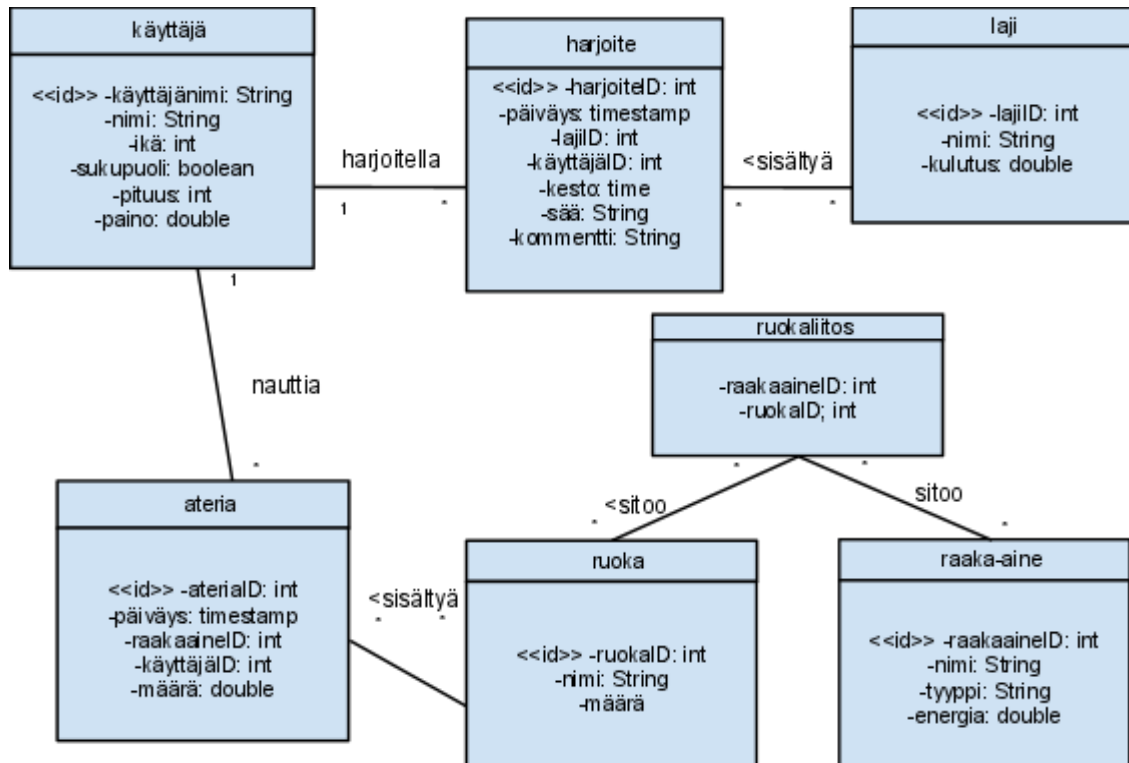 käyttäjä
<<id>> -käyttäjänimi: String
-nimi: String
-ikä: int
-sukupuoli: boolean
-pituus: int
-paino: double
harjoitella
1
*
harjoite
<<id>> -harjoiteID: int
-päiväys: timestamp
-lajiID: int
-käyttäjäID: int
-kesto: time
-sää: String
-kommentti: String
<sisältyä
*
*
laji
<<id>> -lajiID: int
-nimi: String
-kulutus: double
1
nauttia
*
ruokaliitos
-raakaaineID: int
-ruokaID; int
*
*
<sitoo
*
sitoo
*
ateria
<<id>> -ateriaID: int
-päiväys: timestamp
-raakaaineID: int
-käyttäjäID: int
-määrä: double
<sisältyä
*
*
ruoka
<<id>> -ruokaID: int
-nimi: String
-määrä
raaka-aine
<<id>> -raakaaineID: int
-nimi: String
-tyyppi: String
-energia: double